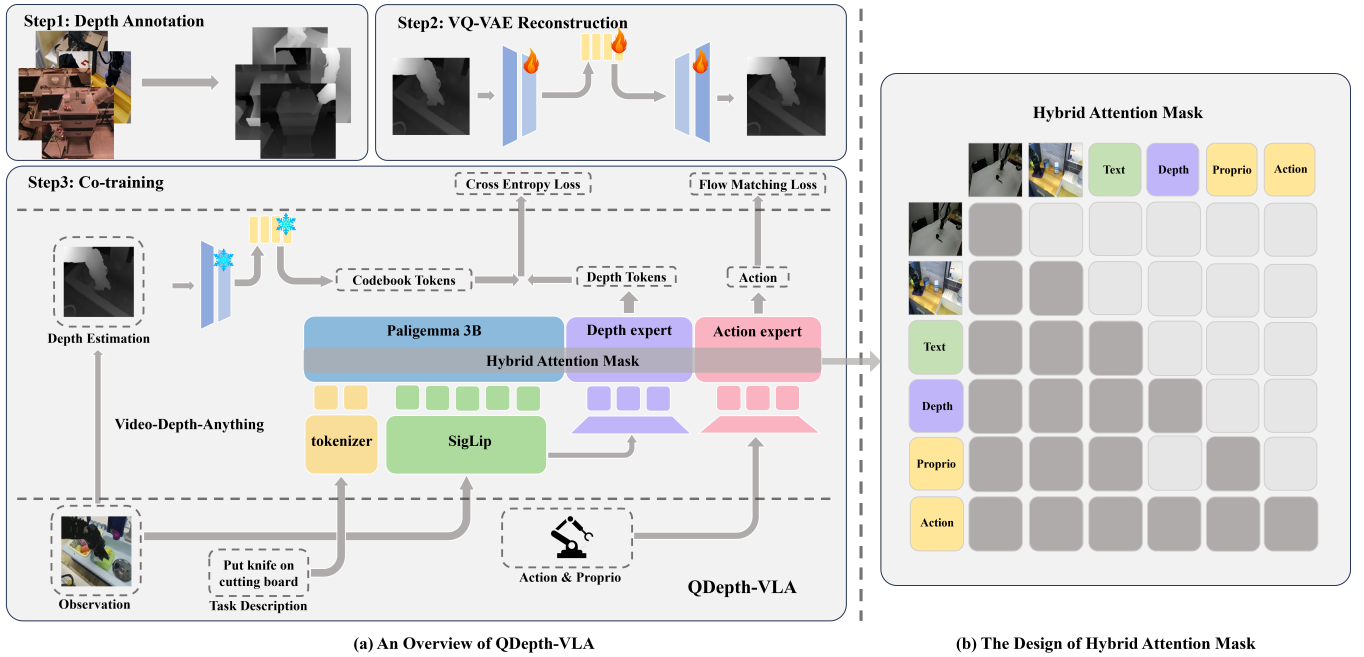 Step1: Depth Annotation
Step2: VQ-VAE Reconstruction
Step3: Co-training
Cross Entropy Loss
Flow Matching Loss
Codebook Tokens
Depth Tokens
Action
Depth Estimation
Paligemma 3B
Depth expert
Action expert
Hybrid Attention Mask
Video-Depth-Anything
tokenizer
SigLip
Observation
Put knife on
cutting board
Task Description
Action & Proprio
QDepth-VLA
(a) An Overview of QDepth-VLA
Hybrid Attention Mask
Text
Depth
Proprio
Action
Text
Depth
Proprio
Action
(b) The Design of Hybrid Attention Mask